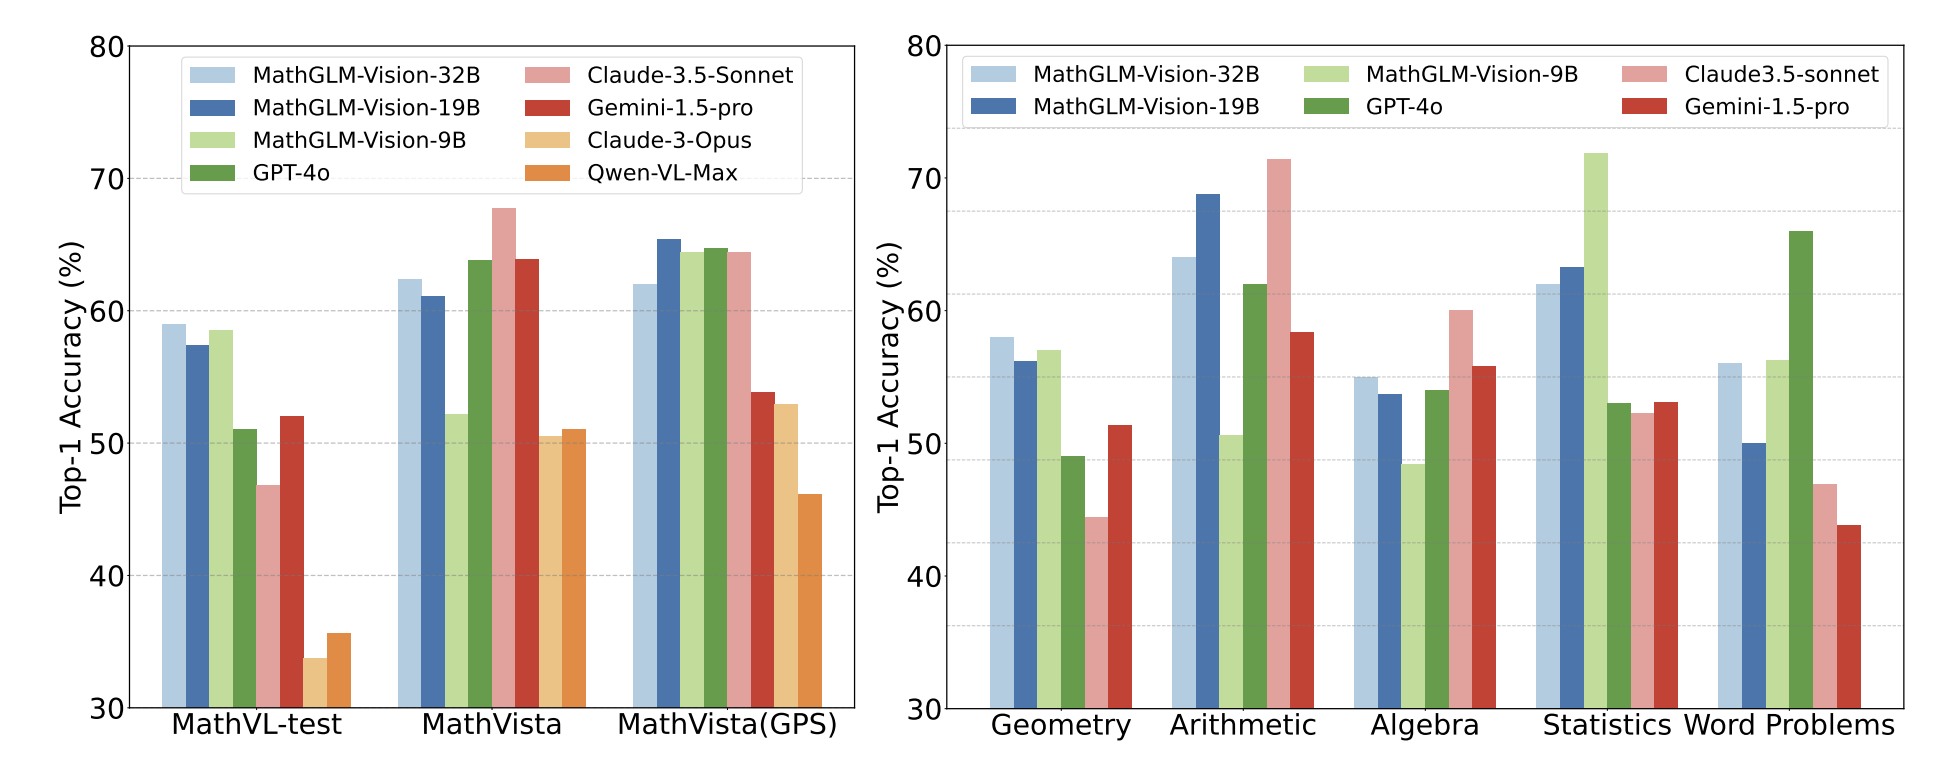 80
70
60
50
40
30
Top-1 Accuracy (%)
MathGLM-Vision-32B
MathGLM-Vision-19B
MathGLM-Vision-9B
GPT-4o
Claude-3.5-Sonnet
Gemini-1.5-pro
Claude-3-Opus
Qwen-VL-Max
MathVL-test
MathVista
MathVista(GPS)
80
70
60
50
40
30
Top-1 Accuracy (%)
MathGLM-Vision-32B
MathGLM-Vision-19B
MathGLM-Vision-9B
GPT-4o
Claude3.5-sonnet
Gemini-1.5-pro
Geometry
Arithmetic
Algebra
Statistics
Word Problems